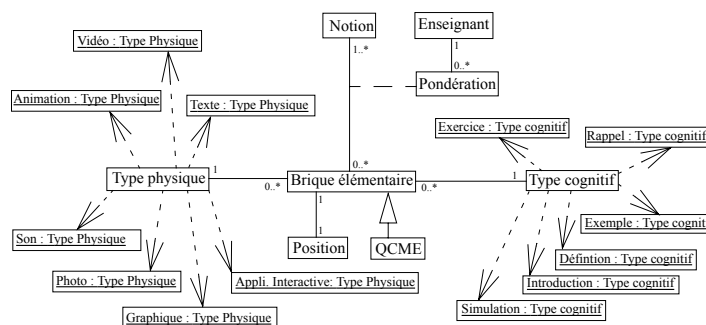 Notion
Enseignant
Vidéo : Type Physique
1..*
1
0..*
Pondération
Animation : Type Physique
Texte : Type Physique
Exercice : Type cognitif
Rappel : Type cognitif
0..*
Type physique
1
0..*
Brique élémentaire
0..*
1
Type cognitif
1
1
Son : Type Physique
Position
QCME
Exemple : Type cognitif
Photo : Type Physique
Appli. Interactive: Type Physique
Défintion : Type cognitif
Introduction : Type cognitif
Graphique : Type Physique
Simulation : Type cognitif